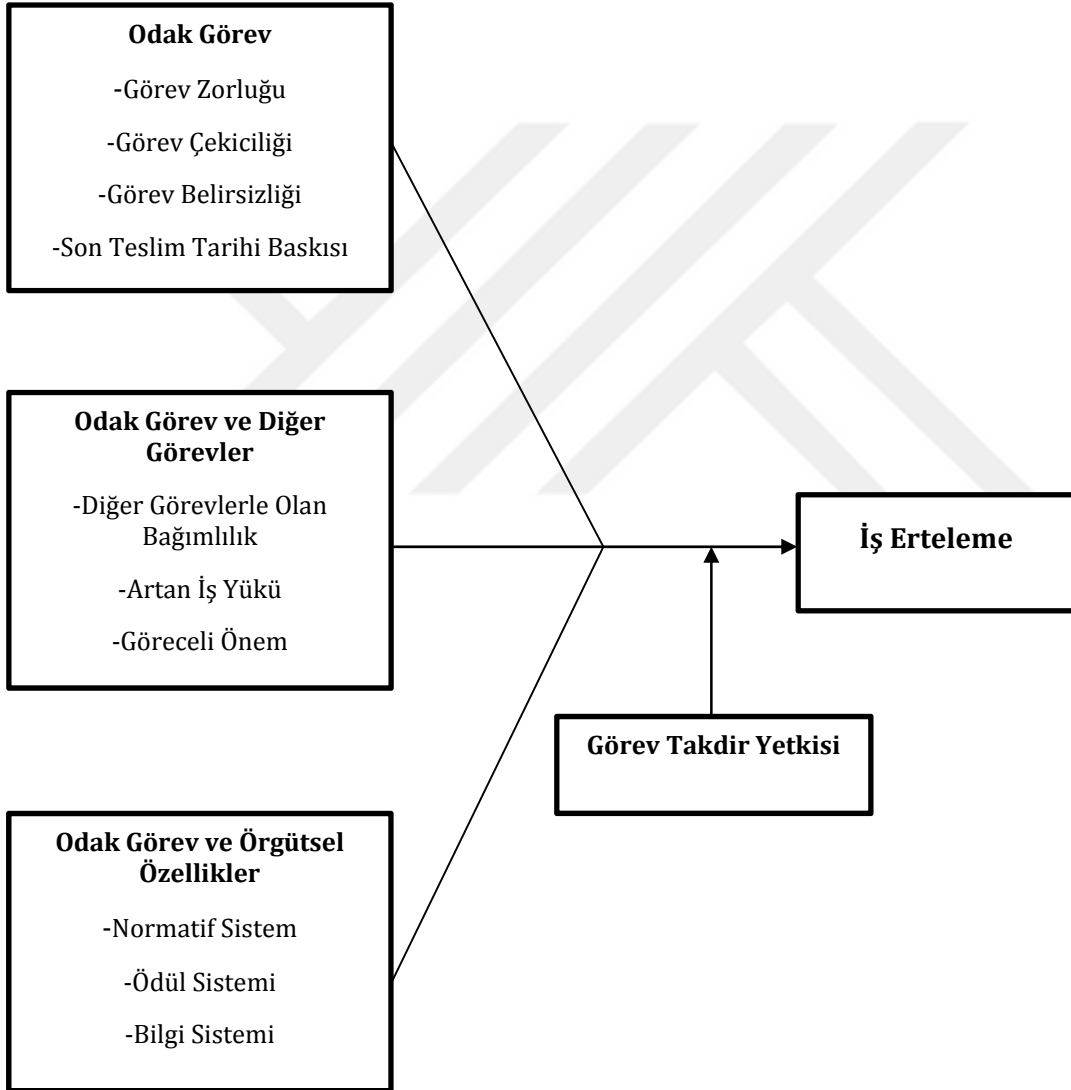 Odak Görev
-Görev Zorluğu
-Görev Çekiciliği
-Görev Belirsizliği
-Son Teslim Tarihi Baskısı
Odak Görev ve Diğer
Görevler
-Diğer Görevlerle Olan
Bağımlılık
-Artan İş Yükü
-Göreceli Önem
İş Erteleme
Görev Takdir Yetkisi
Odak Görev ve Örgütsel
Özellikler
-Normatif Sistem
-Ödül Sistemi
-Bilgi Sistemi